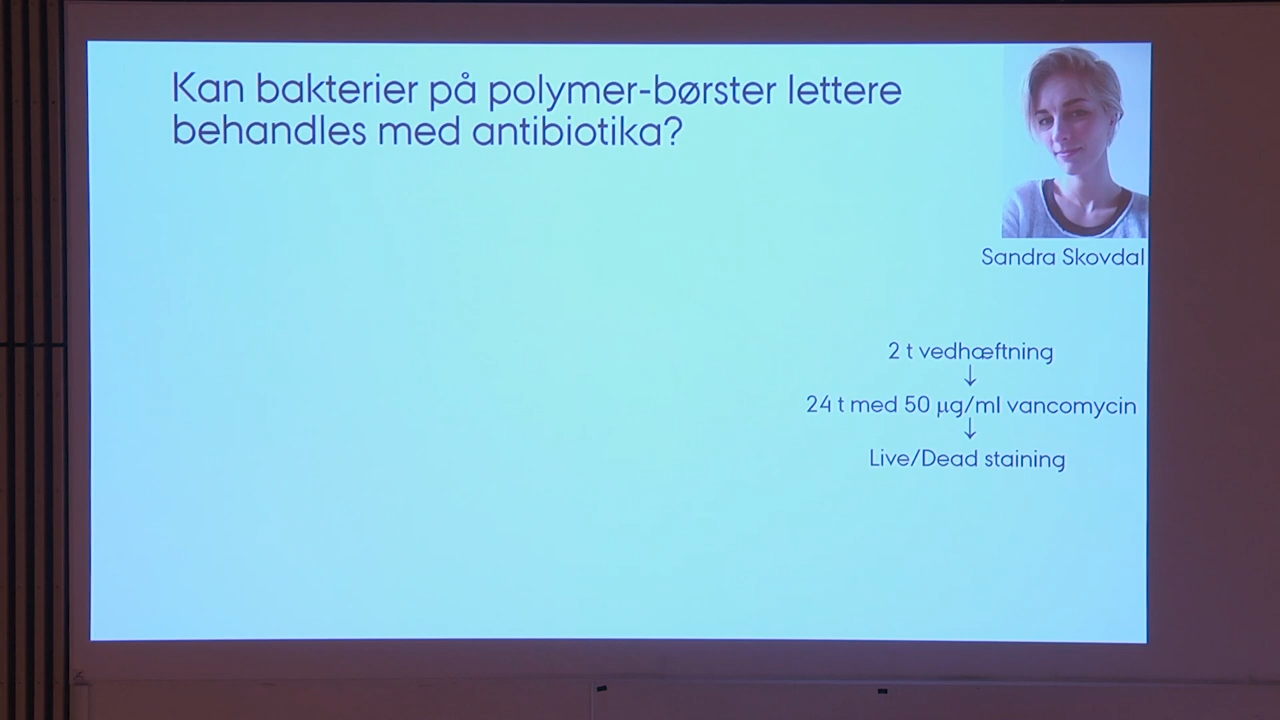 Kan bakterier på polymer-børster lettere
behandles med antibiotika?
Sandra Skovdal
2 t vedhæftning
↓
24 t med 50 µg/ml vancomycin
↓
Live/Dead staining